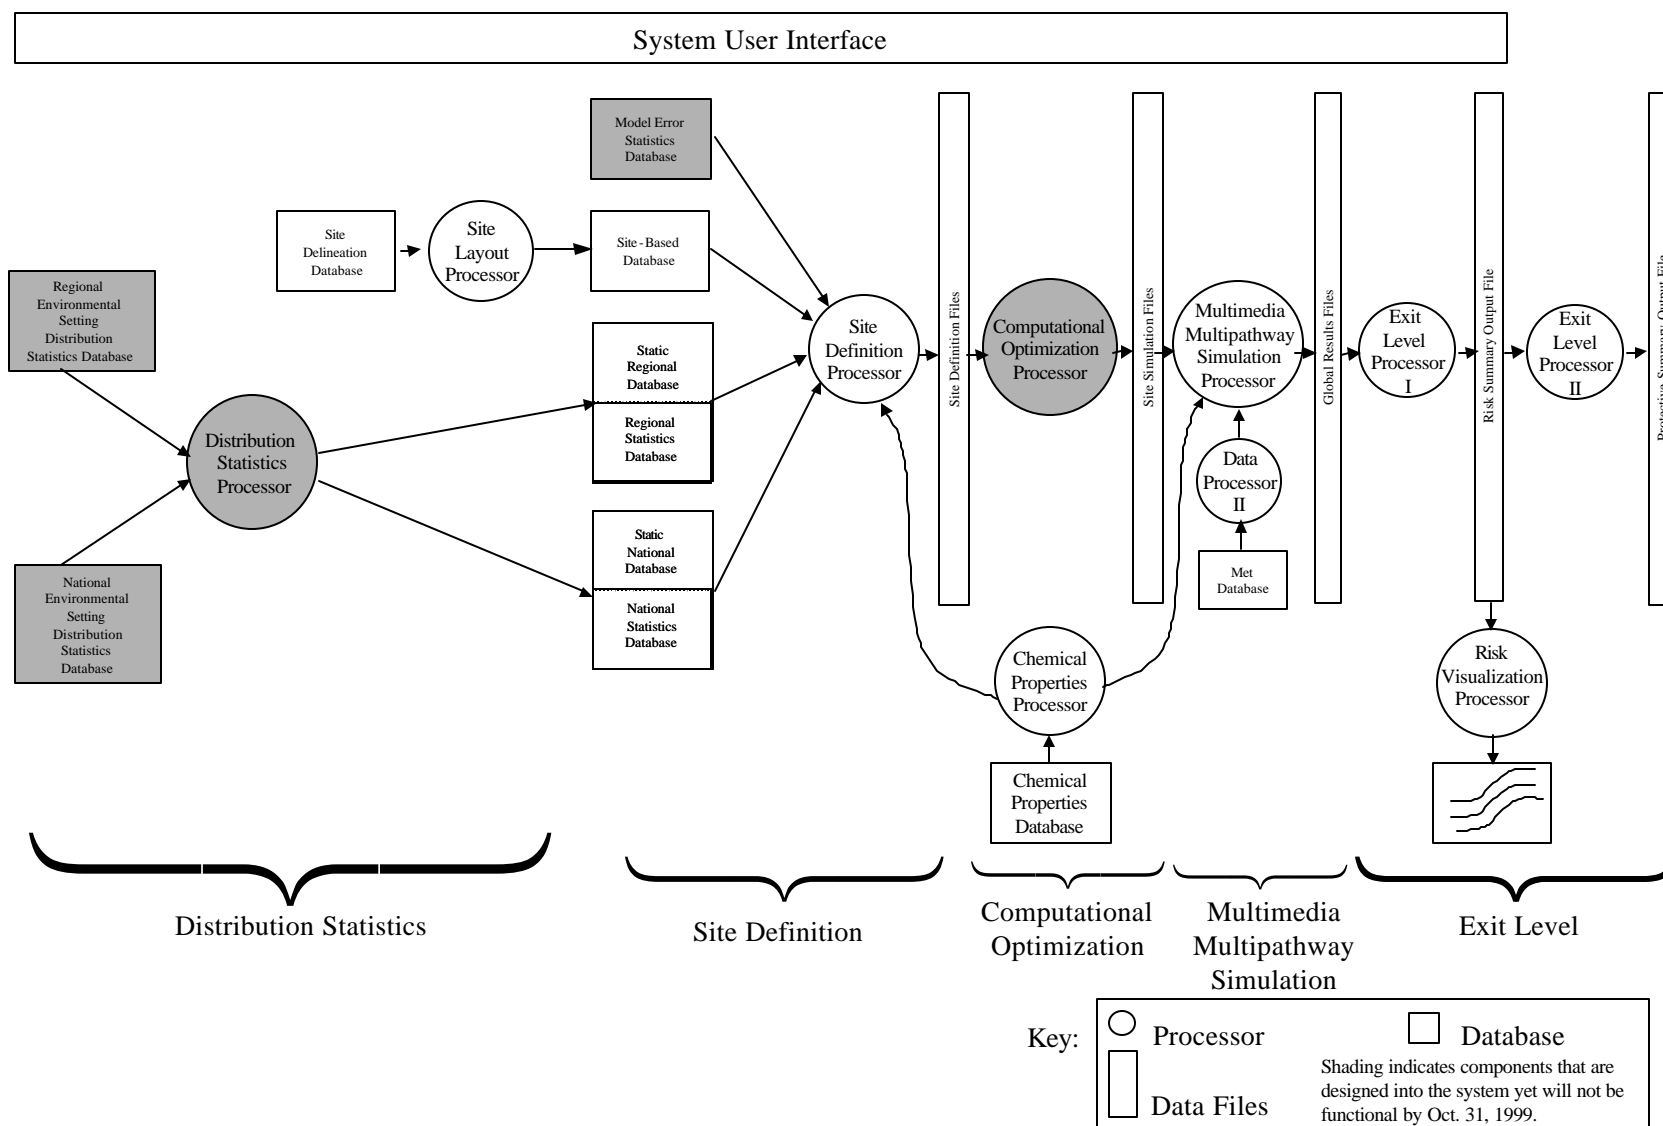 System User Interface
Model Error
Statistics
Database
Site
Delineation
Database
Site
Layout
Processor
Site-Based
Database
Regional
Environmental
Setting
Distribution
Statistics Database
Distribution
Statistics
Processor
National
Environmental
Setting
Distribution
Statistics
Database
Static
Regional
Database
Regional
Statistics
Database
Static
National
Database
National
Statistics
Database
Site
Definition
Processor
Site Definition Files
Computational
Optimization
Processor
Site Simulation Files
Multimedia
Multipathway
Simulation
Processor
Data
Processor
II
Met
Database
Global Results Files
Exit
Level
Processor
I
Risk Summary Output File
Exit
Level
Processor
II
Protective Summary Output File
Chemical
Properties
Processor
Chemical
Properties
Database
Risk
Visualization
Processor
Distribution Statistics
Site Definition
Computational
Optimization
Multimedia
Multipathway
Simulation
Exit Level
Key:
Processor
Database
Data Files
Shading indicates components that are
designed into the system yet will not be
functional by Oct. 31, 1999.